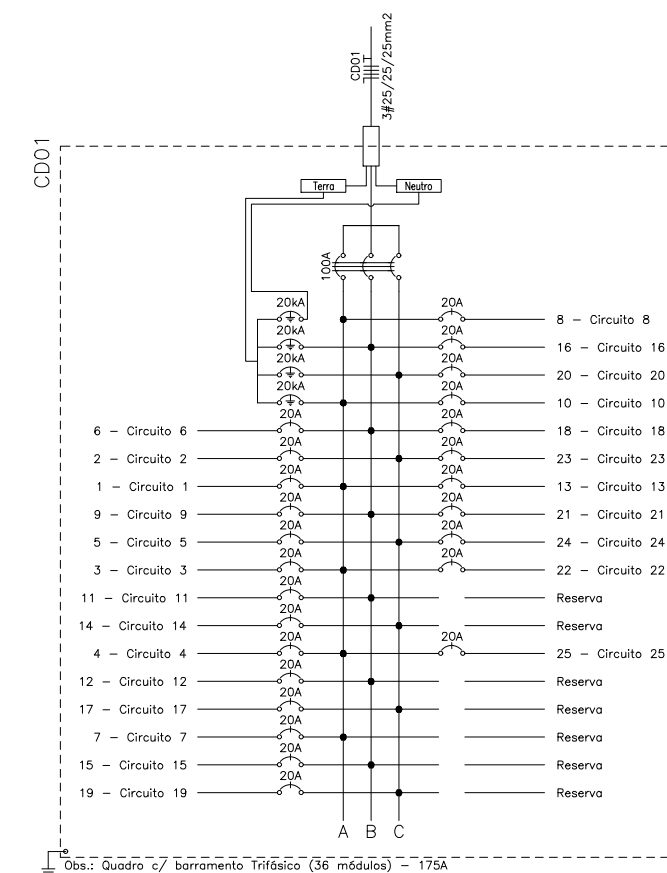 CD01
3#25/25/25mm2
CD01
Terra
Neutro
100A
20kA
20A
8 – Circuito 8
20kA
20A
16 – Circuito 16
20kA
20A
20 – Circuito 20
20kA
20A
10 – Circuito 10
6 – Circuito 6
20A
20A
18 – Circuito 18
2 – Circuito 2
20A
20A
23 – Circuito 23
1 – Circuito 1
20A
20A
13 – Circuito 13
9 – Circuito 9
20A
20A
21 – Circuito 21
5 – Circuito 5
20A
20A
24 – Circuito 24
3 – Circuito 3
20A
20A
22 – Circuito 22
11 – Circuito 11
20A
Reserva
14 – Circuito 14
20A
Reserva
4 – Circuito 4
20A
20A
25 – Circuito 25
12 – Circuito 12
20A
Reserva
17 – Circuito 17
20A
Reserva
7 – Circuito 7
20A
Reserva
15 – Circuito 15
20A
Reserva
19 – Circuito 19
20A
Reserva
A B C
Obs.: Quadro c/ barramento Trifásico (36 módulos) – 175A